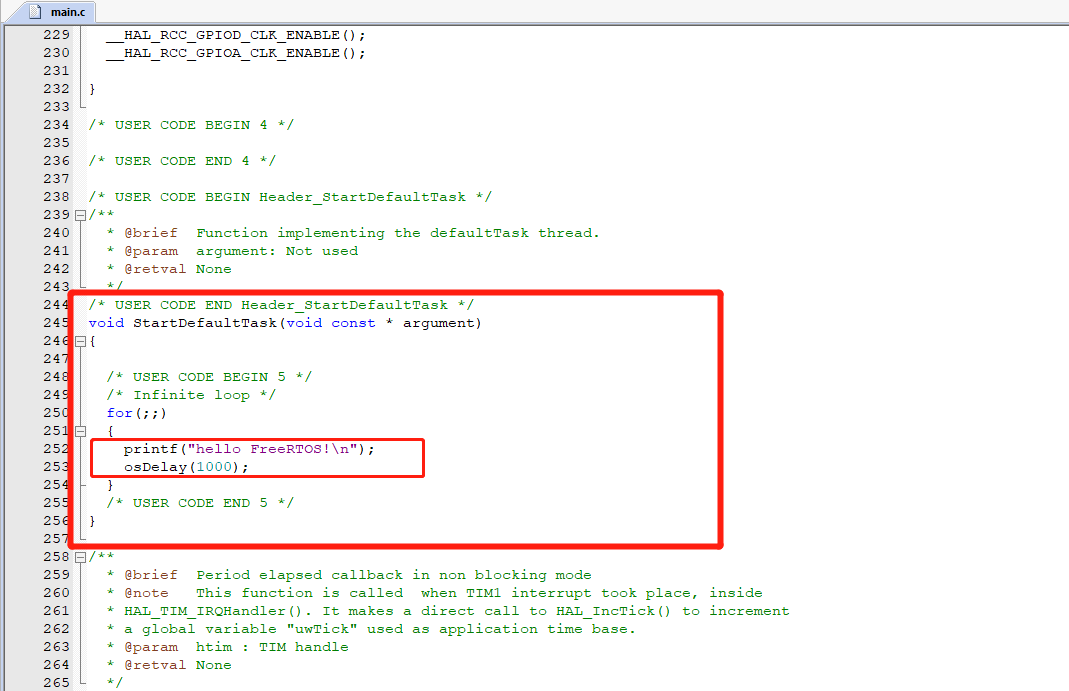 main.c
229 __HAL_RCC_GPIOD_CLK_ENABLE();
230 __HAL_RCC_GPIOA_CLK_ENABLE();
231
232 }
233
234 /* USER CODE BEGIN 4 */
235
236 /* USER CODE END 4 */
237
238 /* USER CODE BEGIN Header_StartDefaultTask */
239 /**
240 * @brief  Function implementing the defaultTask thread.
241 * @param  argument: Not used
242 * @retval None
243 */
244 /* USER CODE END Header_StartDefaultTask */
245 void StartDefaultTask(void const * argument)
246 {
247
248 /* USER CODE BEGIN 5 */
249 /* Infinite loop */
250 for(;;)
251 {
252 printf("hello FreeRTOS!\n");
253 osDelay(1000);
254 }
255 /* USER CODE END 5 */
256 }
257
258 /**
259 * @brief  Period elapsed callback in non blocking mode
260 * @note   This function is called  when TIM1 interrupt took place, inside
261 * HAL_TIM_IRQHandler(). It makes a direct call to HAL_IncTick() to increment
262 * a global variable "uwTick" used as application time base.
263 * @param  htim : TIM handle
264 * @retval None
265 */